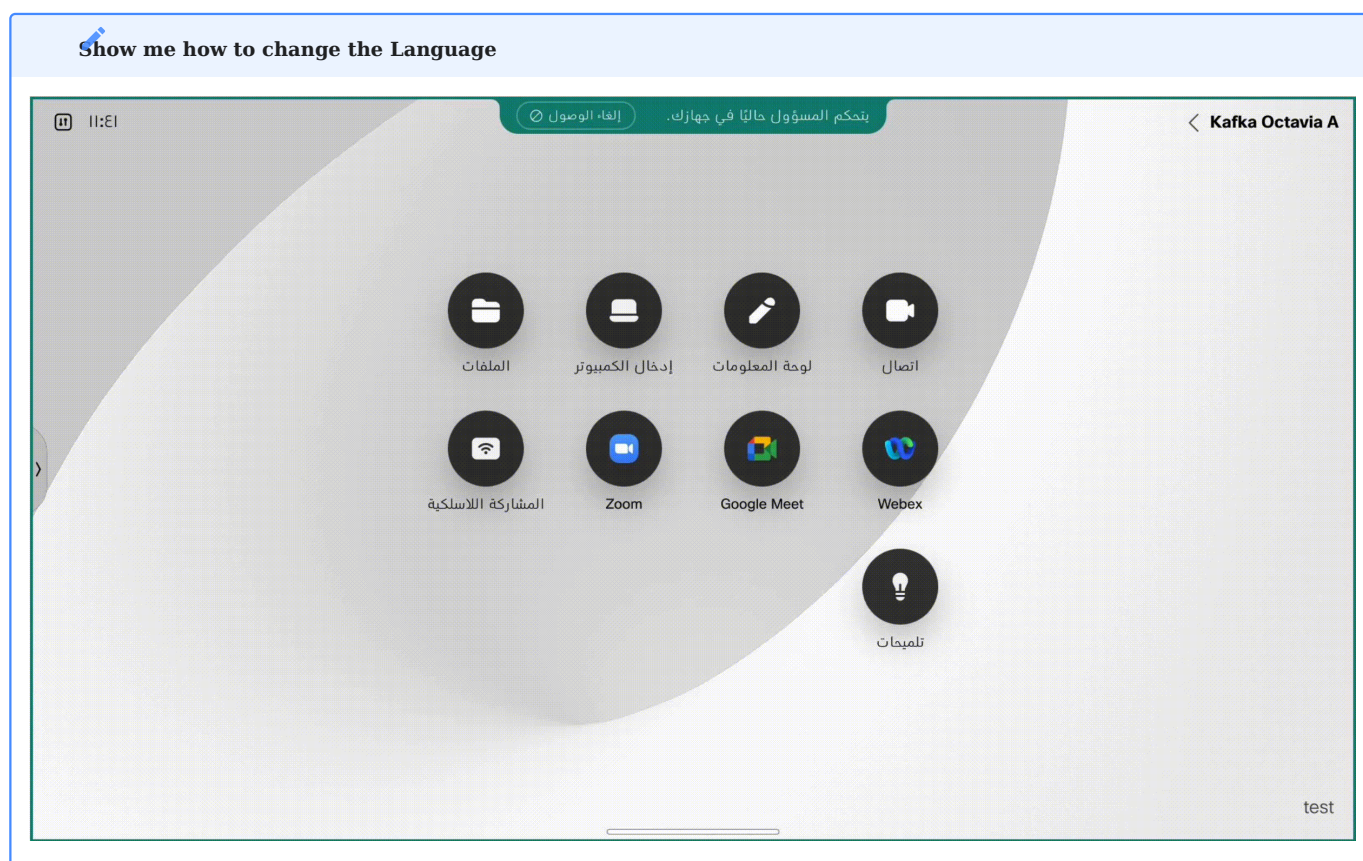 Show me how to change the Language
Kafka Octavia A
يتحكم المسؤول حاليًا في جهازك. إلغاء الوصول
١١:٤١
اتصال
لوحة المعلومات
إدخال الكمبيوتر
الملفات
Webex
Google Meet
Zoom
المشاركة اللاسلكية
تلميحات
test